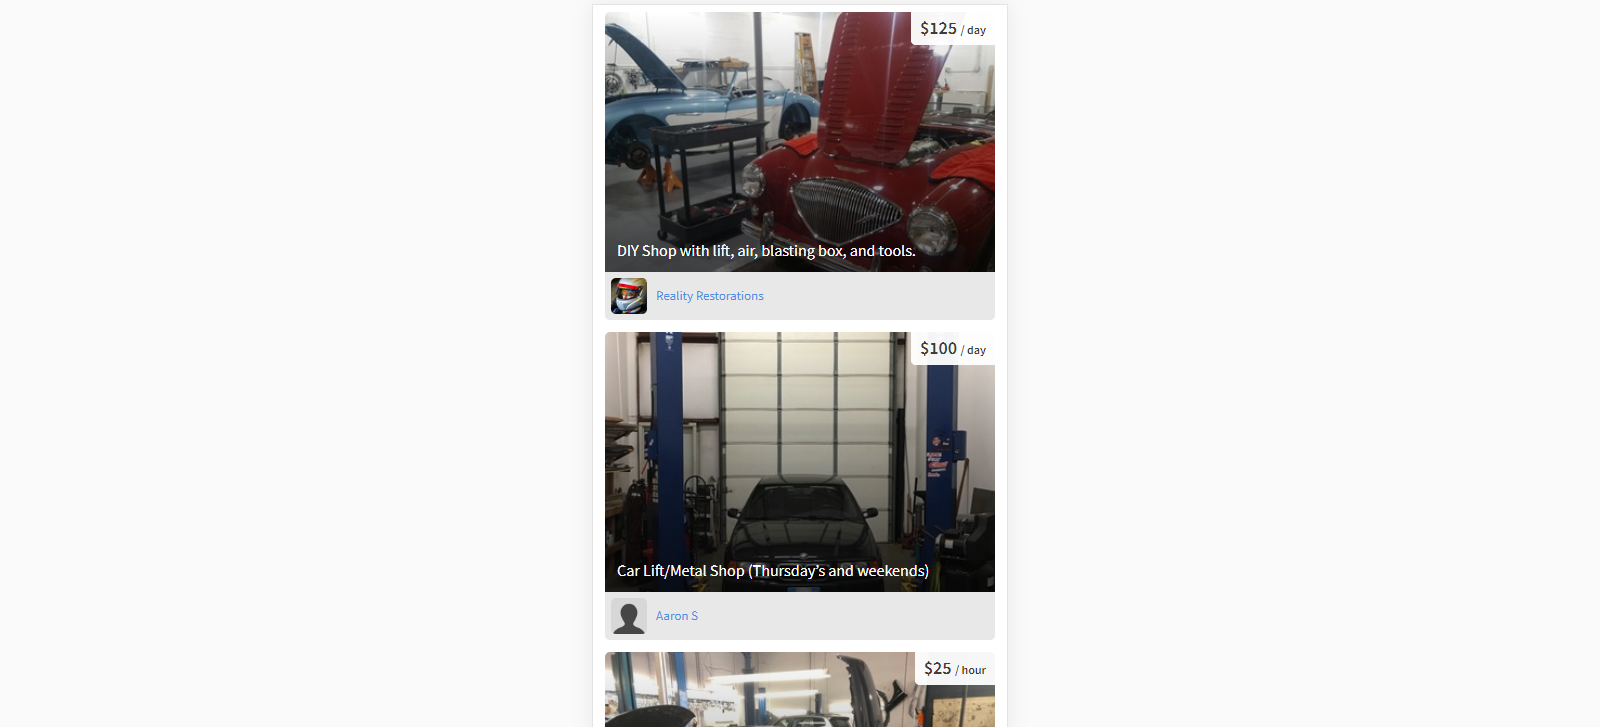 $125 / day
DIY Shop with lift, air, blasting box, and tools.
Reality Restorations
$100 / day
Car Lift/Metal Shop (Thursday's and weekends)
Aaron S
$25 / hour